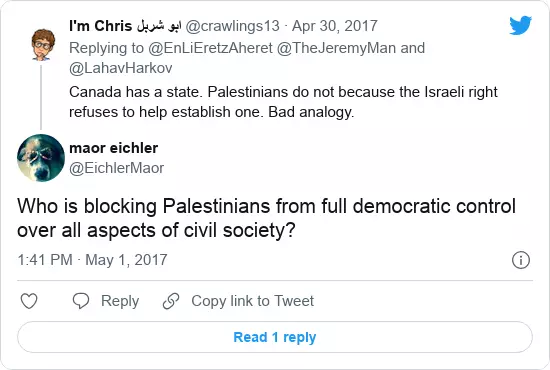 I'm Chris ابو شربل @crawlings13 · Apr 30, 2017
Replying to @EnLiEretzAheret @TheJeremyMan and
@LahavHarkov
Canada has a state. Palestinians do not because the Israeli right
refuses to help establish one. Bad analogy.
maor eichler
@EichlerMaor
Who is blocking Palestinians from full democratic control
over all aspects of civil society?
1:41 PM · May 1, 2017
Reply Copy link to Tweet
Read 1 reply